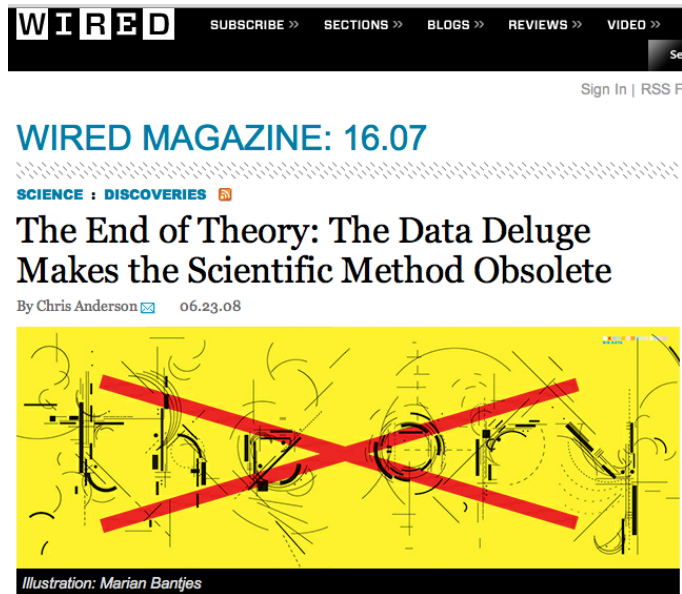 WIRED
SUBSCRIBE »
SECTIONS »
BLOGS »
REVIEWS »
VIDEO »
Se
Sign In | RSS F
WIRED MAGAZINE: 16.07
SCIENCE : DISCOVERIES
The End of Theory: The Data Deluge
Makes the Scientific Method Obsolete
By Chris Anderson 06.23.08
Illustration: Marian Bantjes